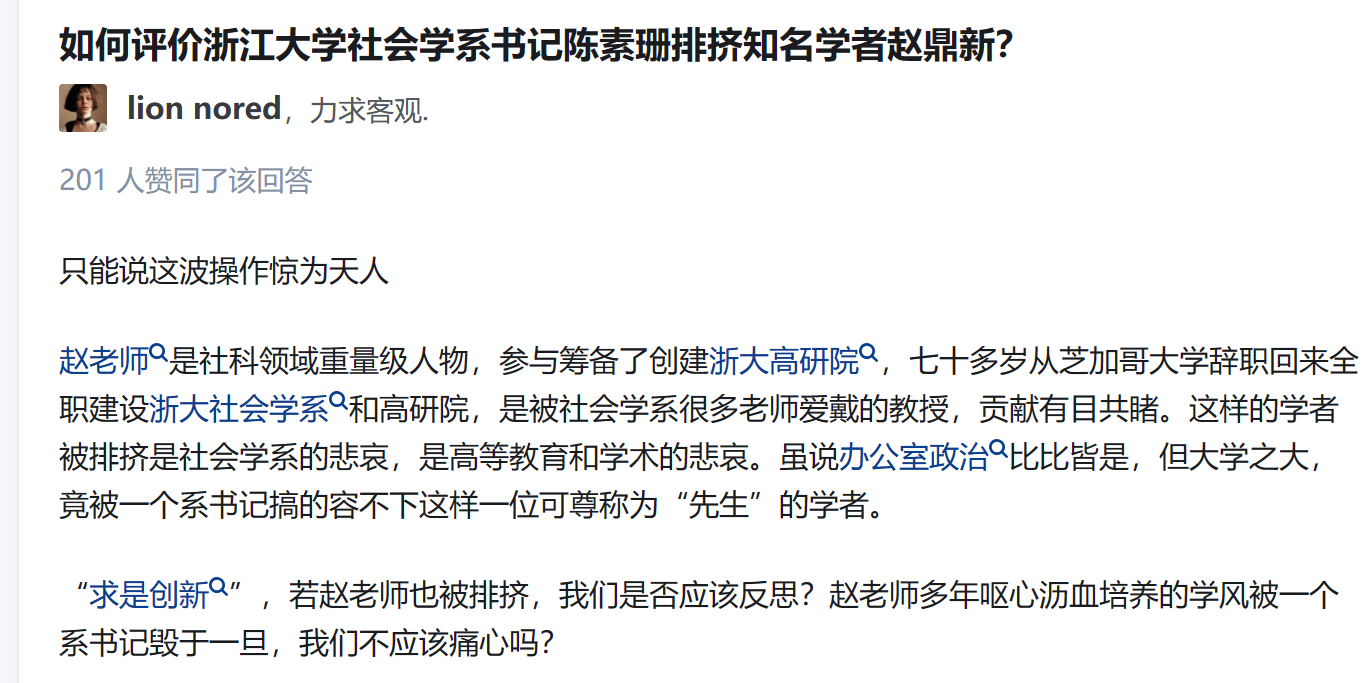 如何评价浙江大学社会学系书记陈素珊排挤知名学者赵鼎新？
lion nored，力求客观.
201 人赞同了该回答
只能说这波操作惊为天人
赵老师是社科领域重量级人物，参与筹备了创建浙大高研院，七十多岁从芝加哥大学辞职回来全
职建设浙大社会学系和高研院，是被社会学系很多老师爱戴的教授，贡献有目共睹。这样的学者
被排挤是社会学系的悲哀，是高等教育和学术的悲哀。虽说办公室政治比比皆是，但大学之大，
竟被一个系书记搞的容不下这样一位可尊称为“先生”的学者。
“求是创新”，若赵老师也被排挤，我们是否应该反思？赵老师多年呕心沥血培养的学风被一个
系书记毁于一旦，我们不应该痛心吗？